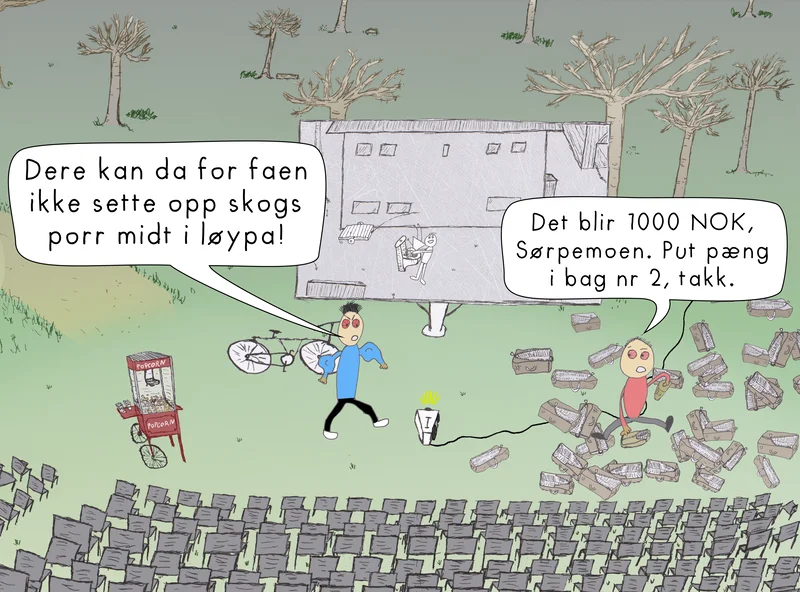 Dere kan da for faen
ikke sette opp skogs
porr midt i løypa!
Det blir 1000 NOK,
Sørpemoen. Put pæng
i bag nr 2, takk.
POPCORN
POPCORN
I